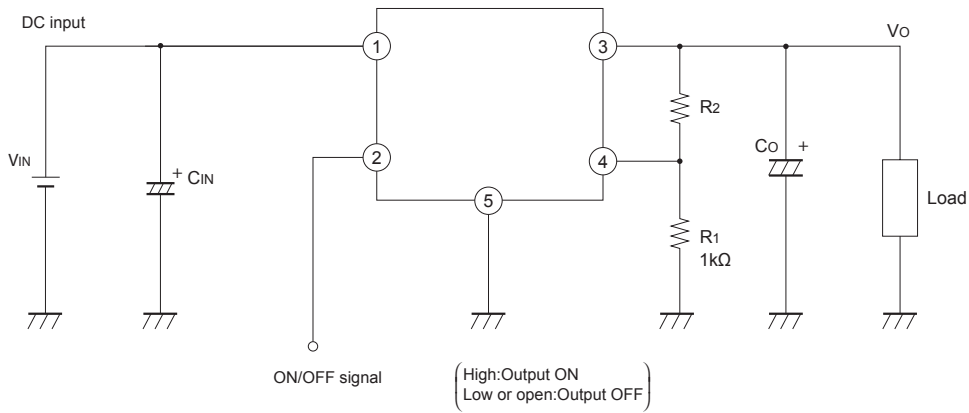 DC input
VO
1
3
R2
VIN
+
CIN
2
4
CO
+
Load
5
R1
1kΩ
ON/OFF signal
High:Output ON
Low or open:Output OFF